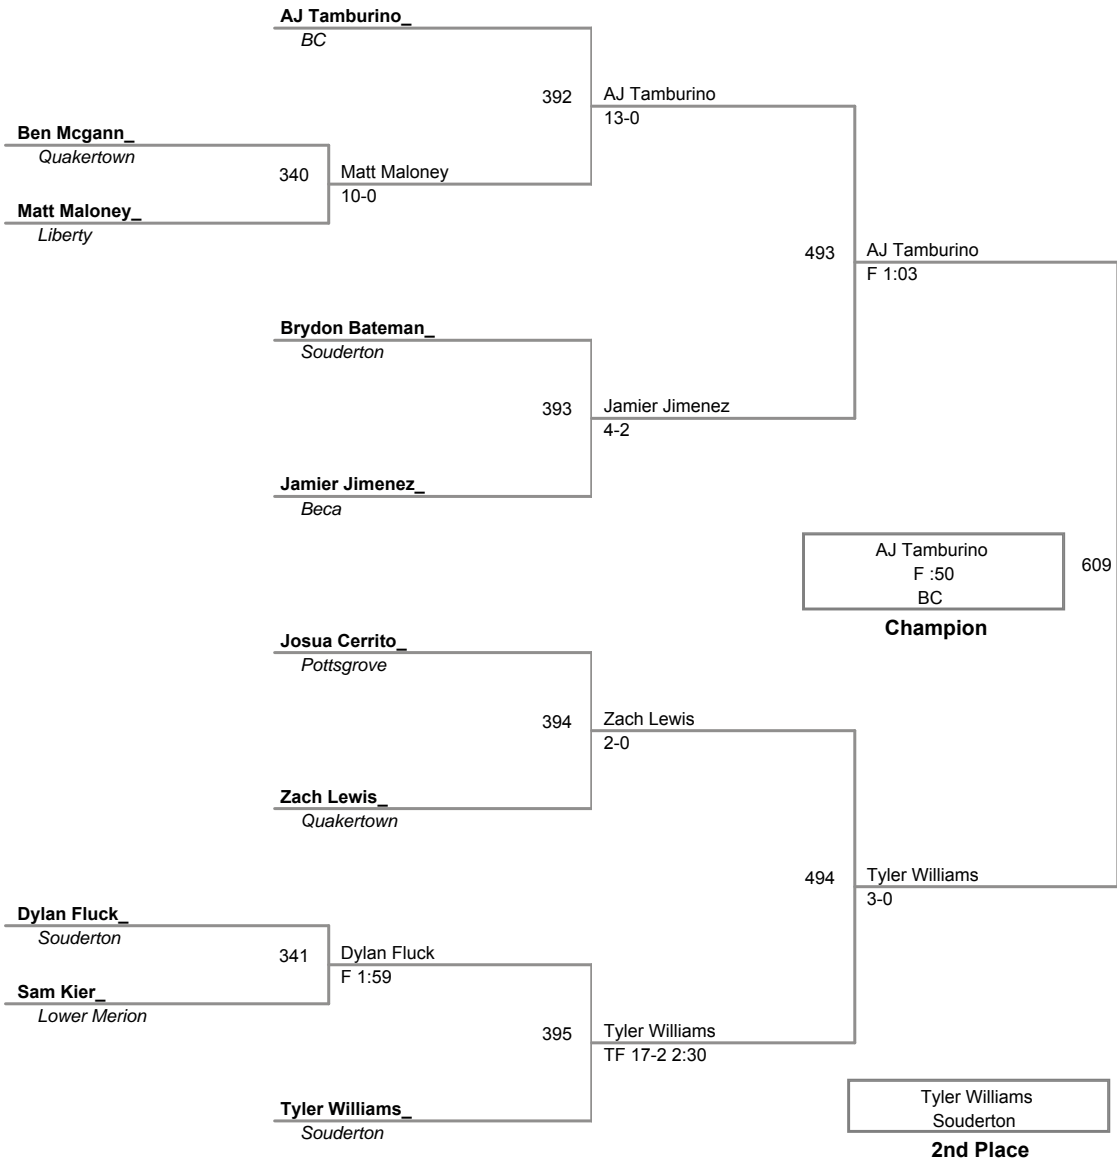 AJ Tamburino_
BC
392
AJ Tamburino
13-0
Ben Mcgann_
Quakertown
340
Matt Maloney
10-0
Matt Maloney_
Liberty
493
AJ Tamburino
F 1:03
Brydon Bateman_
Souderton
393
Jamier Jimenez
4-2
Jamier Jimenez_
Beca
AJ Tamburino
F :50
BC
Champion
609
Josua Cerrito_
Pottsgrove
394
Zach Lewis
2-0
Zach Lewis_
Quakertown
494
Tyler Williams
3-0
Dylan Fluck_
Souderton
341
Dylan Fluck
F 1:59
Sam Kier_
Lower Merion
395
Tyler Williams
TF 17-2 2:30
Tyler Williams_
Souderton
Tyler Williams
Souderton
2nd Place